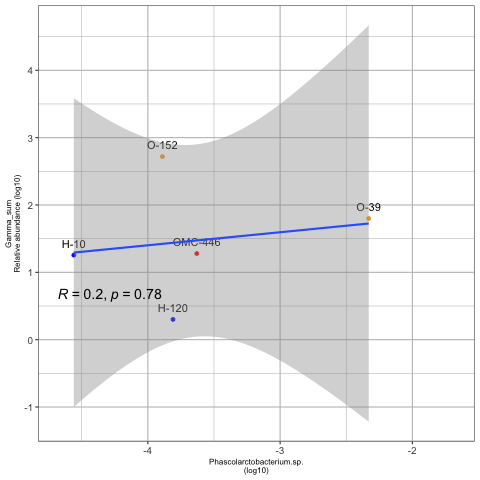 4
O-152
3
O-39
2
Gamma_sum
Relative abundance (log10)
H-10
OMC-446
1
R = 0.2, p = 0.78
H-120
0
-1
-4
-3
-2
Phascolarctobacterium.sp.
(log10)